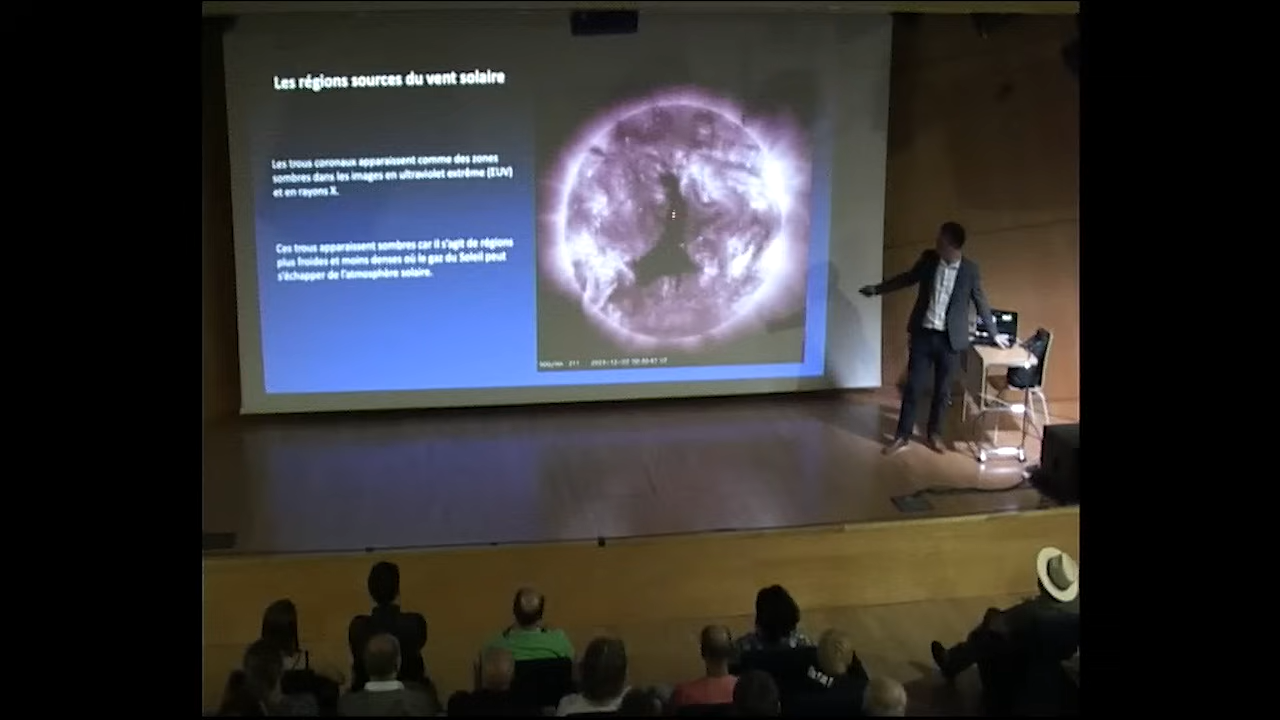 Les régions sources du vent solaire
Les trous coronaux apparaissent comme des zones
sombres dans les images en ultraviolet extrême (EUV)
et en rayons X.
Ces trous apparaissent sombres car il s'agit de régions
plus froides et moins denses où le gaz du Soleil peut
s'échapper de l'atmosphère solaire.